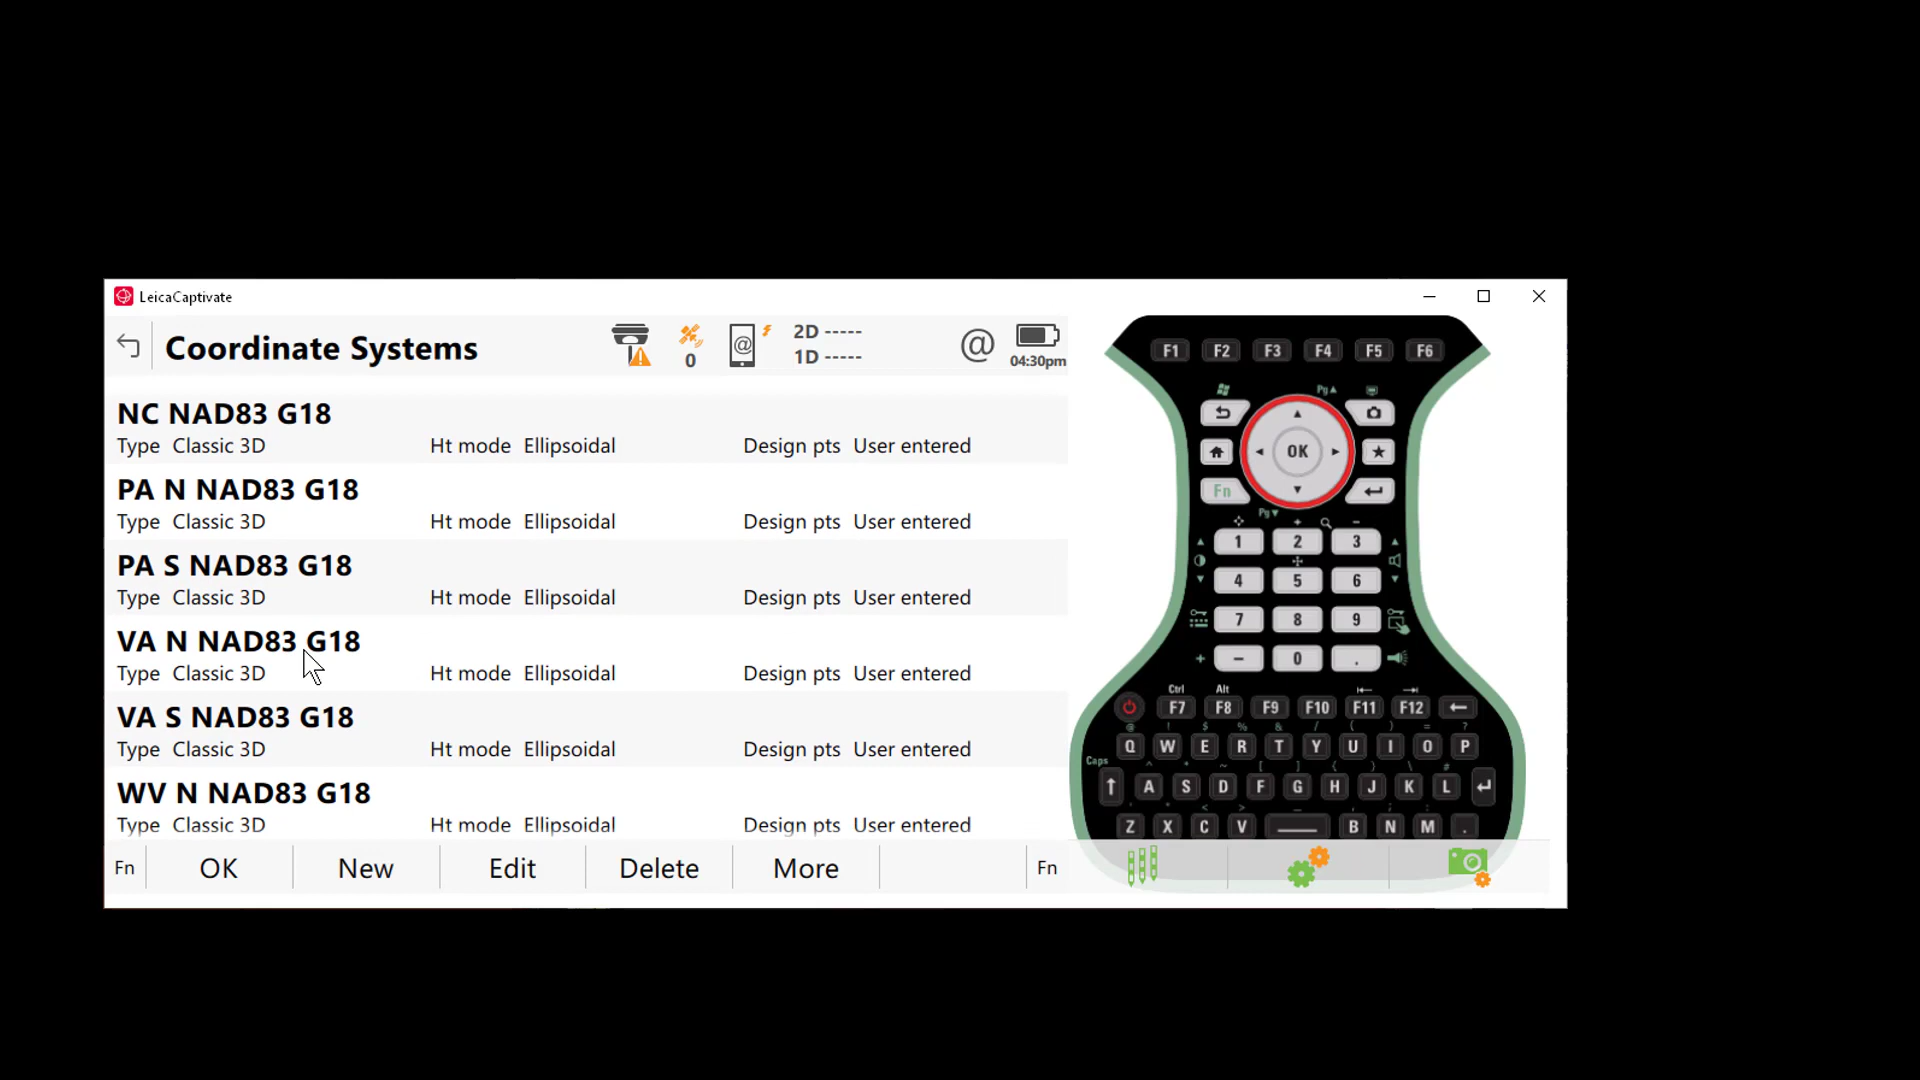 LeicaCaptivate
Coordinate Systems
0
@
2D -----
1D -----
@
04:30pm
NC NAD83 G18
Type Classic 3D Ht mode Ellipsoidal Design pts User entered
PA N NAD83 G18
Type Classic 3D Ht mode Ellipsoidal Design pts User entered
PA S NAD83 G18
Type Classic 3D Ht mode Ellipsoidal Design pts User entered
VA N NAD83 G18
Type Classic 3D Ht mode Ellipsoidal Design pts User entered
VA S NAD83 G18
Type Classic 3D Ht mode Ellipsoidal Design pts User entered
WV N NAD83 G18
Type Classic 3D Ht mode Ellipsoidal Design pts User entered
Fn OK New Edit Delete More Fn
F1 F2 F3 F4 F5 F6
Pg
OK
Fn
Pg
+ -
1 2 3
4 5 6
7 8 9
+ - 0 .
Ctrl Alt
F7 F8 F9 F10 F11 F12
@ ! $ % & / ( ) = ?
Q W E R T Y U I O P
Caps
^ * ~ [ ] { } \ #
A S D F G H J K L
' " < > _ , ; :
Z X C V B N M .